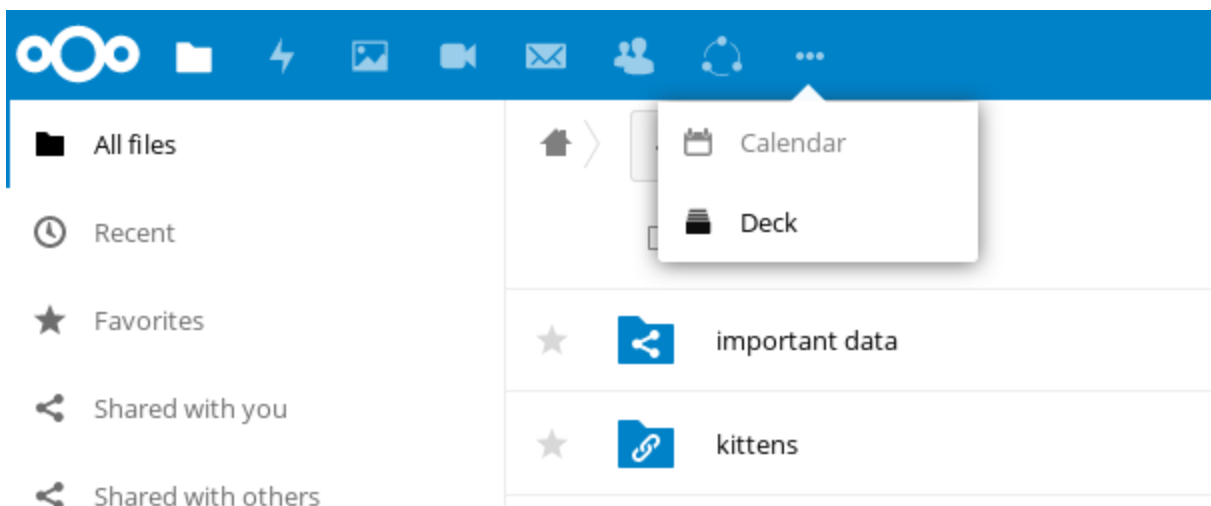 All files
Recent
Favorites
Shared with you
Shared with others
Calendar
Deck
important data
kittens